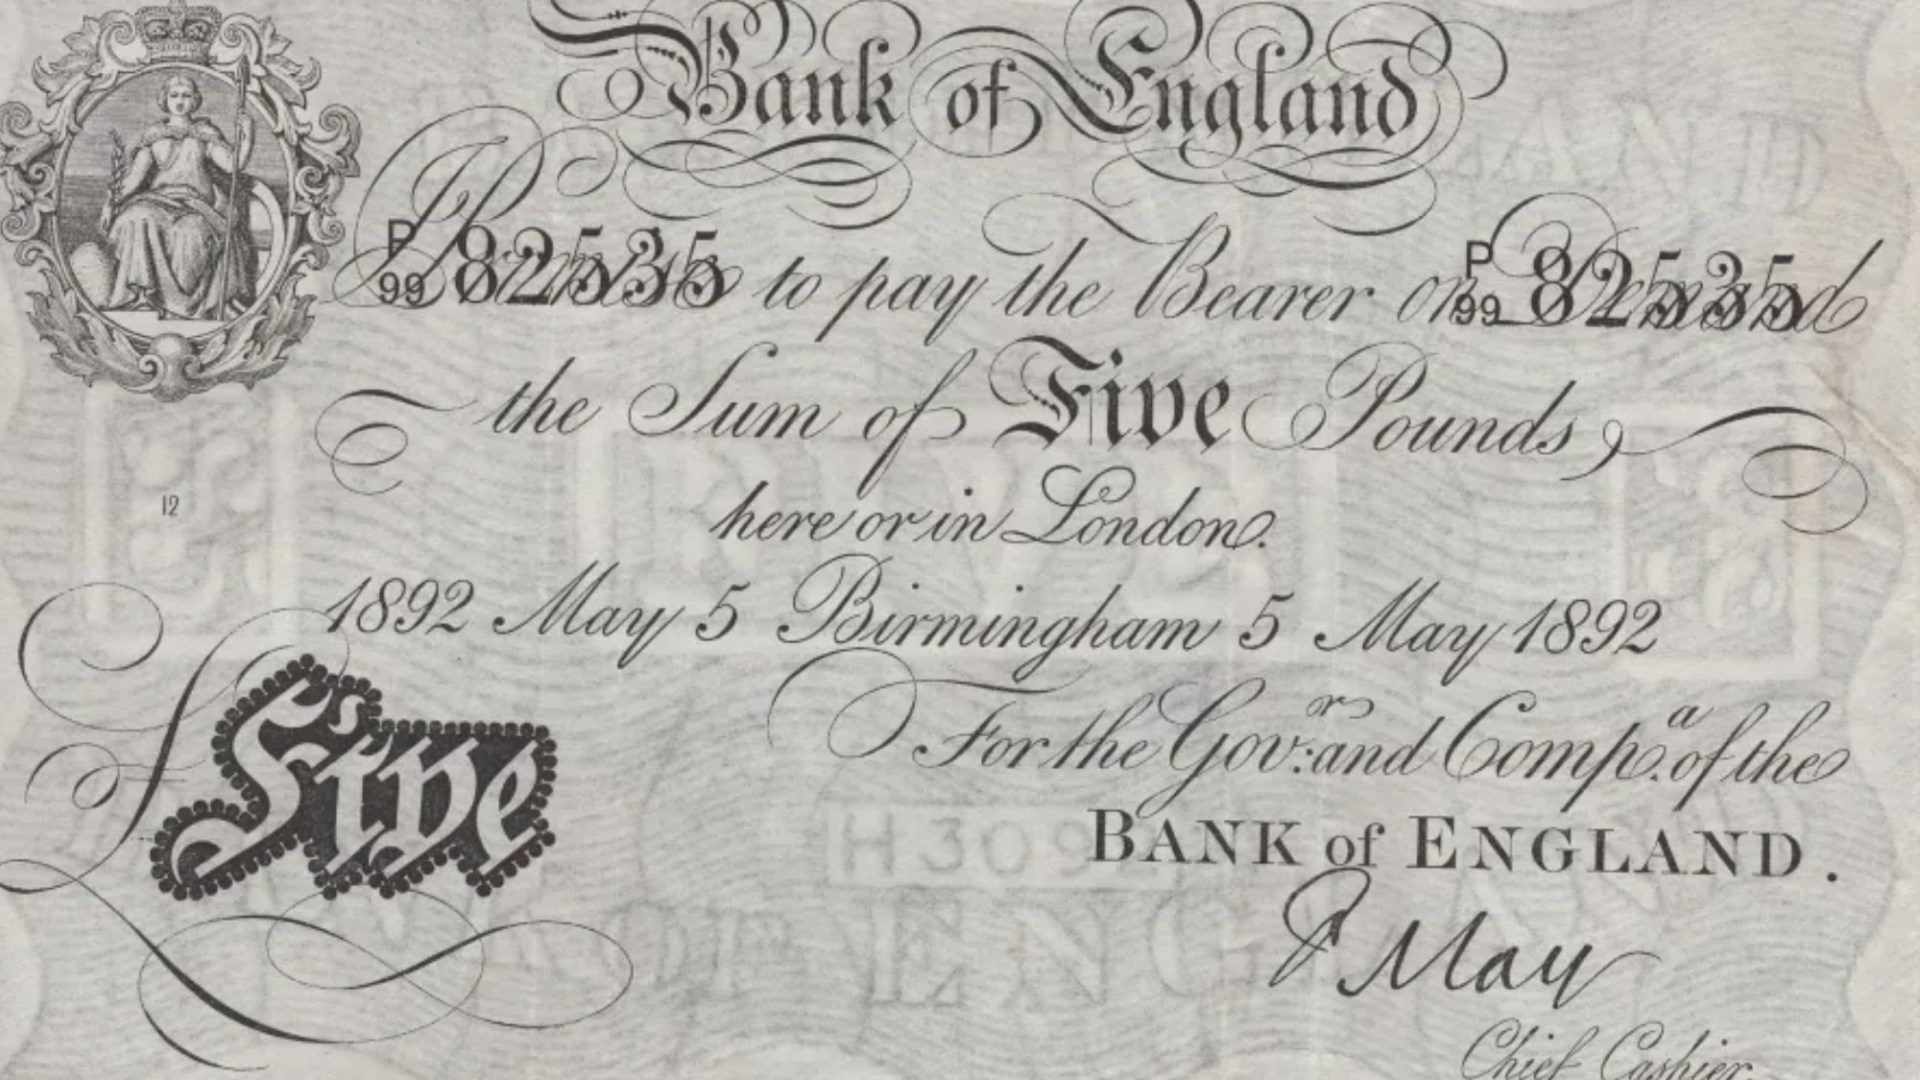 Bank of England
P 99 82535 Promise to pay the Bearer on Demand P 99 82535
the Sum of Five Pounds
here or in London.
12
1892 May 5 Birmingham 5 May 1892
For the Govʳ: and Compᵃ. of the
Five
BANK of ENGLAND.
H 309
OF ENG
May
Chief Cashier